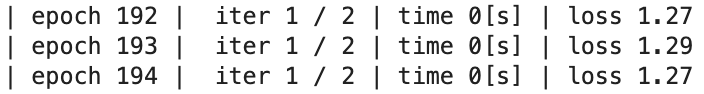 | epoch 192 |  iter 1 / 2 | time 0[s] | loss 1.27
| epoch 193 |  iter 1 / 2 | time 0[s] | loss 1.29
| epoch 194 |  iter 1 / 2 | time 0[s] | loss 1.27